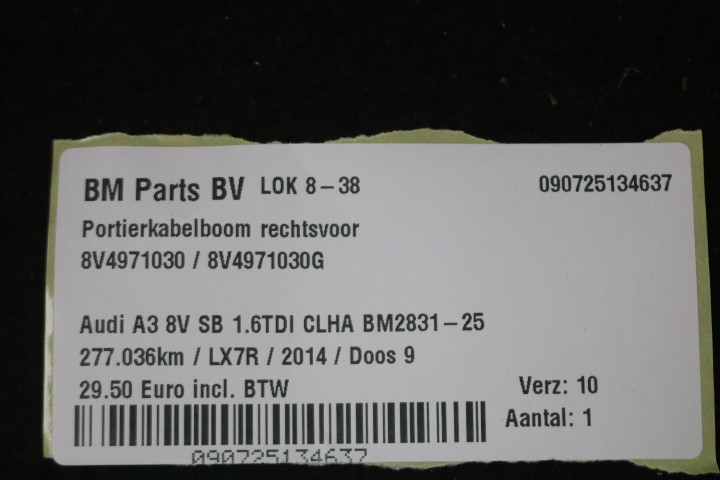 BM Parts BV LOK 8-38 090725134637
Portierkabelboom rechtsvoor
8V4971030 / 8V4971030G
Audi A3 8V SB 1.6TDI CLHA BM2831-25
277.036km / LX7R / 2014 / Doos 9
29.50 Euro incl. BTW Verz: 10
Aantal: 1
090725134637